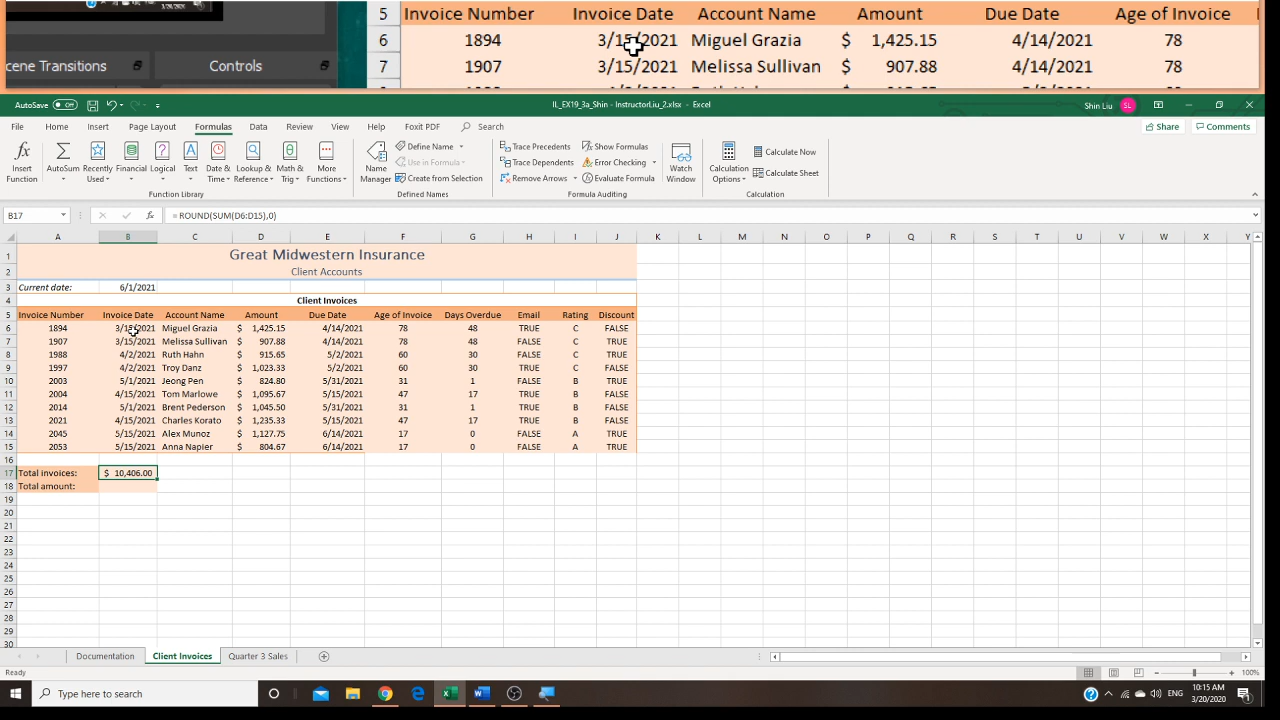 5 Invoice Number Invoice Date Account Name Amount Due Date Age of Invoice
6 1894 3/15/2021 Miguel Grazia $ 1,425.15 4/14/2021 78
7 1907 3/15/2021 Melissa Sullivan $ 907.88 4/14/2021 78
cene Transitions Controls
AutoSave Off IL_EX19_3a_Shin - InstructorLiu_2.xlsx - Excel Shin Liu SL
File Home Insert Page Layout Formulas Data Review View Help Foxit PDF Search Share Comments
Insert Function
AutoSum
Recently Used
Financial
Logical
Text
Date & Time
Lookup & Reference
Math & Trig
More Functions
Function Library
Name Manager
Define Name
Use in Formula
Create from Selection
Defined Names
Trace Precedents
Trace Dependents
Remove Arrows
Show Formulas
Error Checking
Evaluate Formula
Formula Auditing
Watch Window
Calculation Options
Calculate Now
Calculate Sheet
Calculation
B17 fx =ROUND(SUM(D6:D15),0)
A B C D E F G H I J K L M N O P Q R S T U V W X Y
1 Great Midwestern Insurance
2 Client Accounts
3 Current date: 6/1/2021
4 Client Invoices
5 Invoice Number Invoice Date Account Name Amount Due Date Age of Invoice Days Overdue Email Rating Discount
6 1894 3/15/2021 Miguel Grazia $ 1,425.15 4/14/2021 78 48 TRUE C FALSE
7 1907 3/15/2021 Melissa Sullivan $ 907.88 4/14/2021 78 48 FALSE C TRUE
8 1988 4/2/2021 Ruth Hahn $ 915.65 5/2/2021 60 30 TRUE C TRUE
9 1997 4/2/2021 Troy Danz $ 1,023.33 5/2/2021 60 30 TRUE C FALSE
10 2003 5/1/2021 Jeong Pen $ 824.80 5/31/2021 31 1 FALSE B TRUE
11 2004 4/15/2021 Tom Marlowe $ 1,095.67 5/15/2021 47 17 TRUE B FALSE
12 2014 5/1/2021 Brent Pederson $ 1,045.50 5/31/2021 31 1 TRUE B FALSE
13 2021 4/15/2021 Charles Korato $ 1,235.33 5/15/2021 47 17 TRUE B FALSE
14 2045 5/15/2021 Alex Munoz $ 1,127.75 6/14/2021 17 0 FALSE A TRUE
15 2053 5/15/2021 Anna Napier $ 804.67 6/14/2021 17 0 FALSE A TRUE
16
17 Total invoices: $ 10,406.00
18 Total amount:
19
20
21
22
23
24
25
26
27
28
29
30
Documentation Client Invoices Quarter 3 Sales
Ready 100%
Type here to search ENG 10:15 AM
3/20/2020